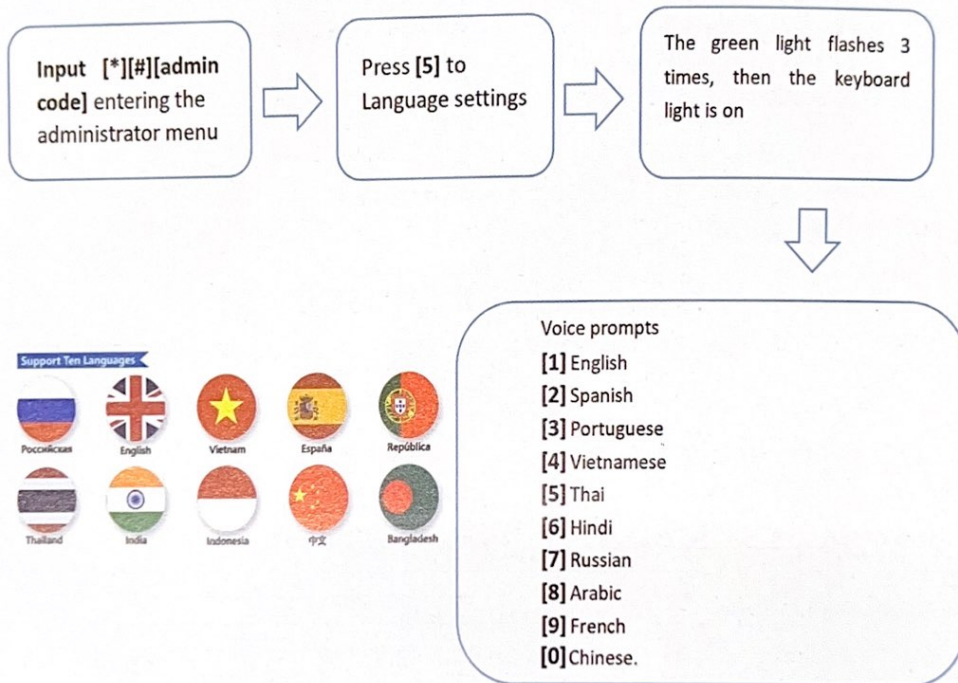 Input [*][#][admin
code] entering the
administrator menu
Press [5] to
Language settings
The green light flashes 3
times, then the keyboard
light is on
Support Ten Languages
Российская
English
Vietnam
España
República
Thailand
India
Indonesia
中文
Bangladesh
Voice prompts
[1] English
[2] Spanish
[3] Portuguese
[4] Vietnamese
[5] Thai
[6] Hindi
[7] Russian
[8] Arabic
[9] French
[0] Chinese.